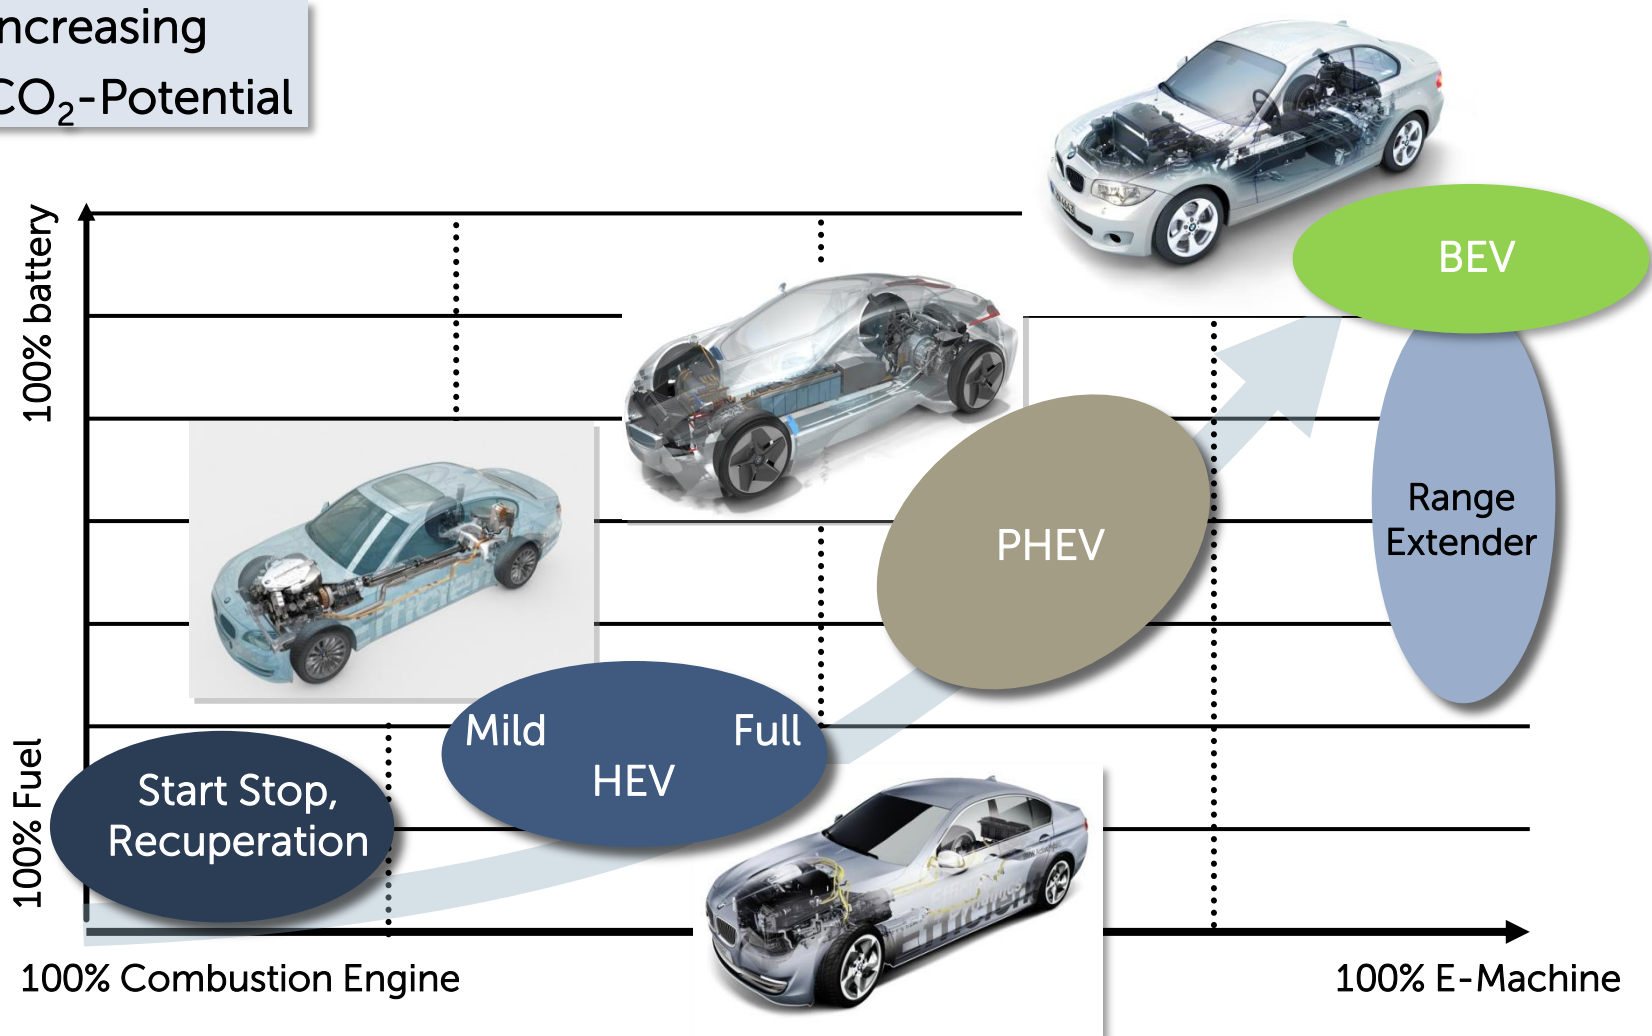 ncreasing
CO₂-Potential
100% battery
BEV
Range
Extender
PHEV
Mild Full
HEV
Start Stop,
Recuperation
100% Fuel
100% Combustion Engine
100% E-Machine